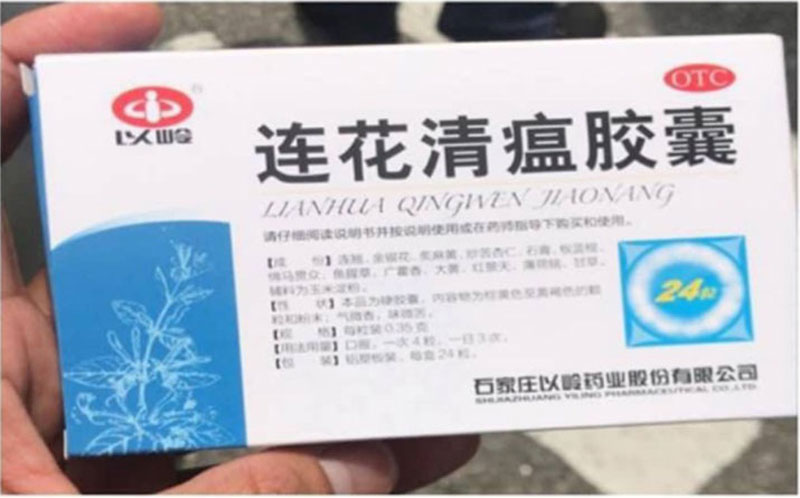 以岭
®
OTC
连花清瘟胶囊
LIANHUA QINGWEN JIAONANG
请仔细阅读说明书并按说明使用或在药师指导下购买和使用。
【成 份】连翘、金银花、炙麻黄、炒苦杏仁、石膏、板蓝根、
绵马贯众、鱼腥草、广藿香、大黄、红景天、薄荷脑、甘草。
辅料为玉米淀粉。
【性 状】本品为硬胶囊，内容物为棕黄色至黄褐色的颗
粒和粉末；气微香，味微苦。
【规 格】每粒装0.35克
【用法用量】口服，一次4粒，一日3次。
【包 装】铝塑板装，每盒24粒。
24粒
石家庄以岭药业股份有限公司
SHIJIAZHUANG YILING PHARMACEUTICAL CO.,LTD